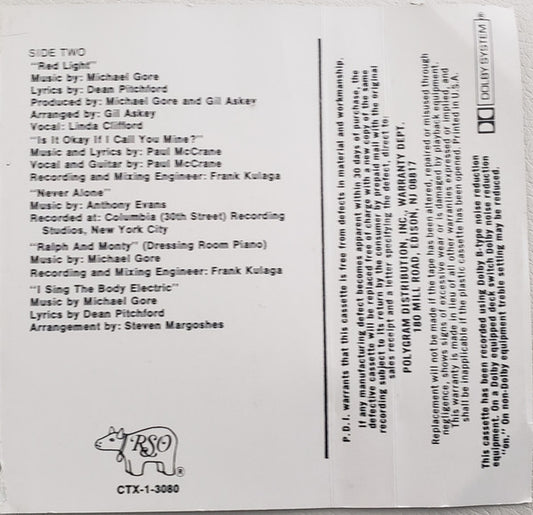 SIDE TWO
"Red Light"
Music by: Michael Gore
Lyrics by: Dean Pitchford
Produced by: Michael Gore and Gil Askey
Arranged by: Gil Askey
Vocal: Linda Clifford
"Is It Okay If I Call You Mine?"
Music and Lyrics by: Paul McCrane
Vocal and Guitar by: Paul McCrane
Recording and Mixing Engineer: Frank Kulaga
"Never Alone"
Music by: Anthony Evans
Recorded at: Columbia (30th Street) Recording
Studios, New York City
"Ralph And Monty" (Dressing Room Piano)
Music by: Michael Gore
Recording and Mixing Engineer: Frank Kulaga
"I Sing The Body Electric"
Music by Michael Gore
Lyrics by Dean Pitchford
Arrangement by: Steven Margoshes
RSO
®
CTX-1-3080
P.D.I. warrants that this cassette is free from defects in material and workmanship.
If any manufacturing defect becomes apparent within 30 days of purchase, the
defective cassette will be replaced free of charge with a new copy of the same
recording subject to its return by the consumer by prepaid mail with the original
sales receipt and a letter specifying the defect, direct to:
POLYGRAM DISTRIBUTION, INC., WARRANTY DEPT.
180 MILL ROAD, EDISON, NJ 08817
Replacement will not be made if the tape has been altered, repaired or misused through
negligence, shows signs of excessive wear or is damaged by playback equipment.
This warranty is made in lieu of all other warranties expressed or implied, and
shall be inapplicable if the plastic cassette has been opened. Printed in U.S.A.
This cassette has been recorded using Dolby B-type noise reduction
equipment. On a Dolby equipped deck switch Dolby noise reduction
"on." On non-Dolby equipment treble setting may be reduced.
DOLBY SYSTEM ®